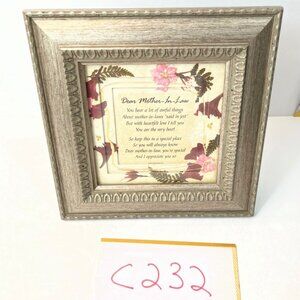 Dear Mother-In-Law
You hear a lot of awful things
About mother-in-laws "said in jest"
But with heartfelt love I tell you
You are the very best
So keep this in a special place
So you will always know
Dear mother-in-law, you're special
And I appreciate you so
C232